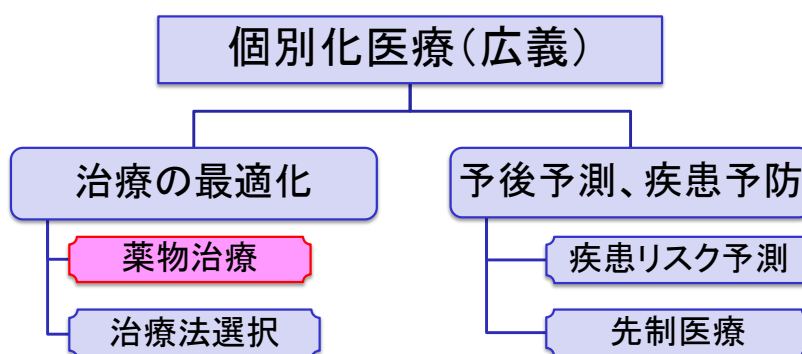 個別化医療(広義)
治療の最適化
薬物治療
治療法選択
予後予測、疾患予防
疾患リスク予測
先制医療